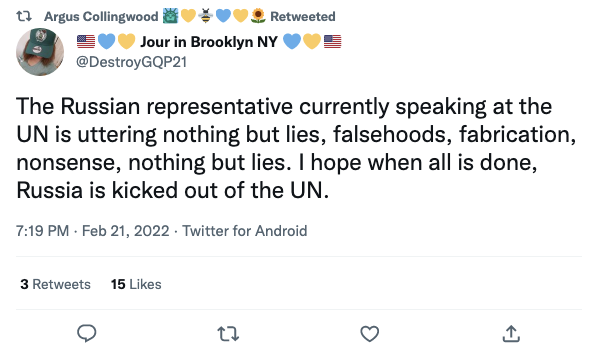 Argus Collingwood 🗽💛🐝💙💛🌻 Retweeted
🇺🇸💙💛 Jour in Brooklyn NY 💙💛🇺🇸
@DestroyGQP21
The Russian representative currently speaking at the
UN is uttering nothing but lies, falsehoods, fabrication,
nonsense, nothing but lies. I hope when all is done,
Russia is kicked out of the UN.
7:19 PM · Feb 21, 2022 · Twitter for Android
3 Retweets 15 Likes